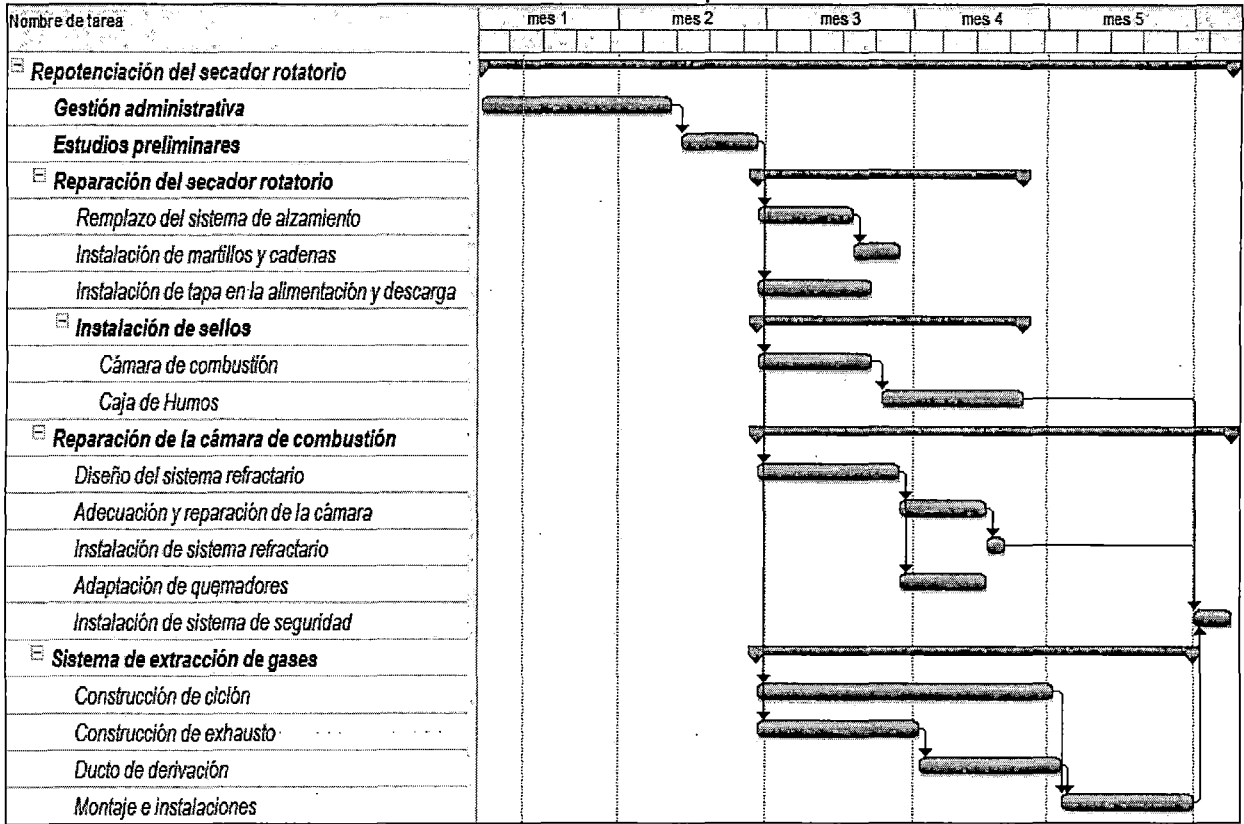 Nombre de tarea mes 1 mes 2 mes 3 mes 4 mes 5
Repotenciación del secador rotatorio
Gestión administrativa
Estudios preliminares
Reparación del secador rotatorio
Remplazo del sistema de alzamiento
Instalación de martillos y cadenas
Instalación de tapa en la alimentación y descarga
Instalación de sellos
Cámara de combustión
Caja de Humos
Reparación de la cámara de combustión
Diseño del sistema refractario
Adecuación y reparación de la cámara
Instalación de sistema refractario
Adaptación de quemadores
Instalación de sistema de seguridad
Sistema de extracción de gases
Construcción de ciclón
Construcción de exhausto
Ducto de derivación
Montaje e instalaciones